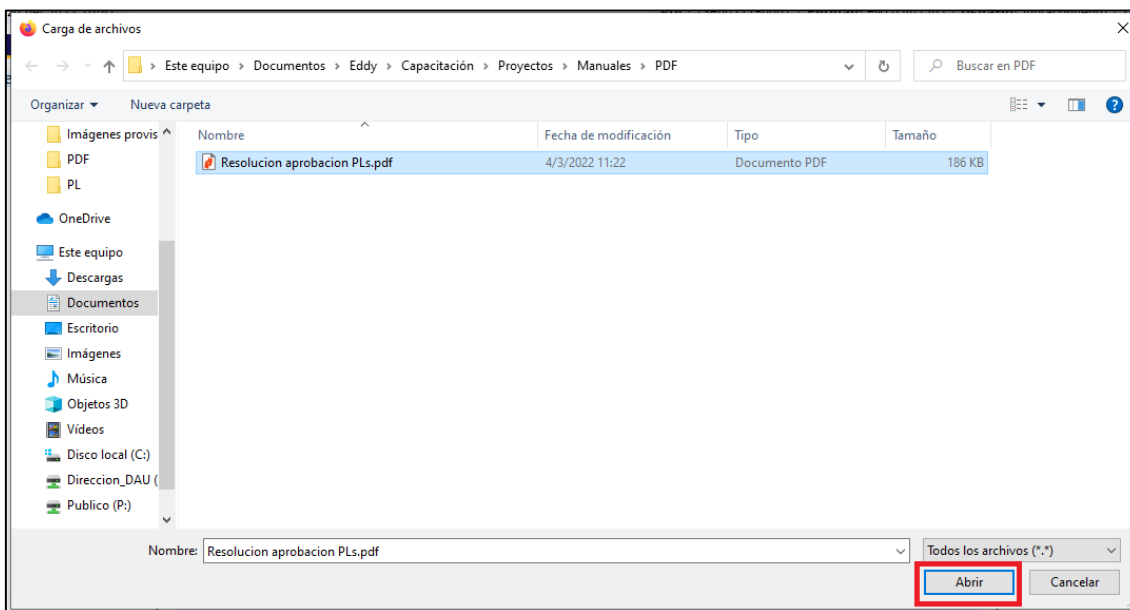 Carga de archivos
Este equipo > Documentos > Eddy > Capacitación > Proyectos > Manuales > PDF
Buscar en PDF
Organizar
Nueva carpeta
Imágenes provis
PDF
PL
OneDrive
Este equipo
Descargas
Documentos
Escritorio
Imágenes
Música
Objetos 3D
Vídeos
Disco local (C:)
Direccion_DAU (
Publico (P:)
Nombre Fecha de modificación Tipo Tamaño
Resolucion aprobacion PLs.pdf 4/3/2022 11:22 Documento PDF 186 KB
Nombre: Resolucion aprobacion PLs.pdf Todos los archivos (*.*)
Abrir Cancelar